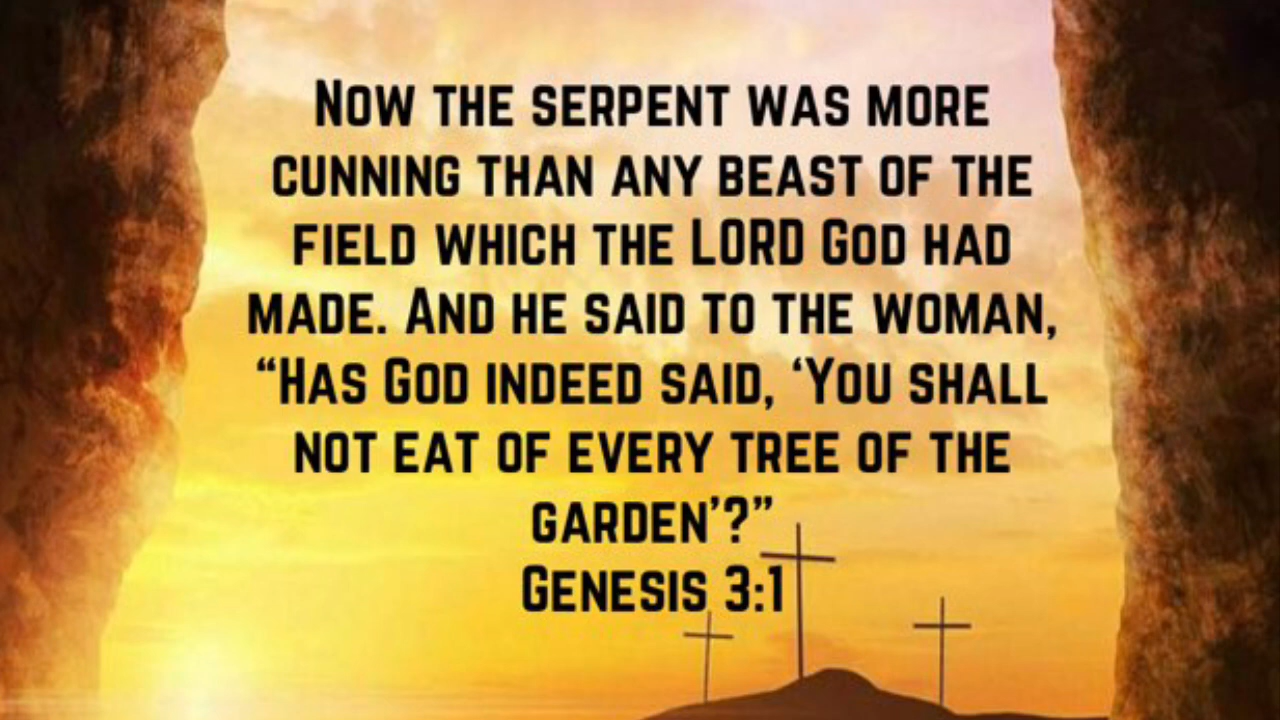 Now the serpent was more
cunning than any beast of the
field which the LORD God had
made. And he said to the woman,
“Has God indeed said, ‘You shall
not eat of every tree of the
garden’?”
Genesis 3:1